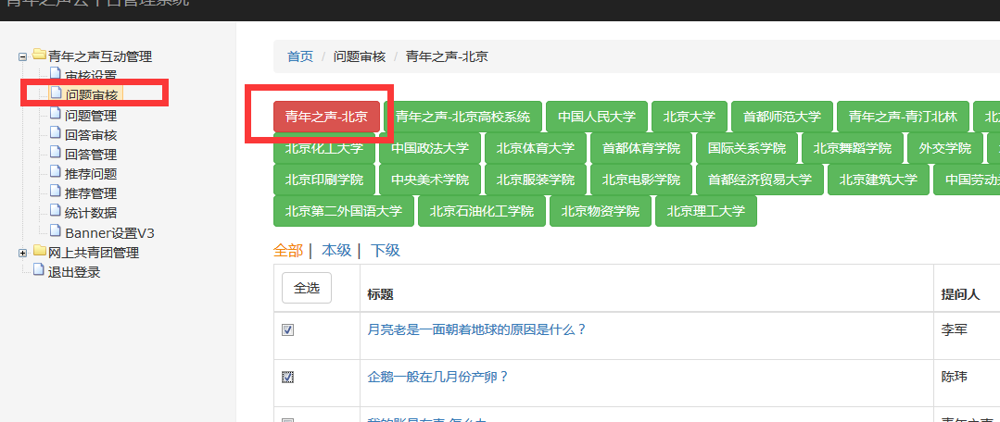 青年之声云平台管理系统
青年之声互动管理
审核设置
问题审核
问题管理
回答审核
回答管理
推荐问题
推荐管理
统计数据
Banner设置V3
网上共青团管理
退出登录
首页 / 问题审核 / 青年之声-北京
青年之声-北京 青年之声-北京高校系统 中国人民大学 北京大学 首都师范大学 青年之声-青汀北林
北京化工大学 中国政法大学 北京体育大学 首都体育学院 国际关系学院 北京舞蹈学院 外交学院
北京印刷学院 中央美术学院 北京服装学院 北京电影学院 首都经济贸易大学 北京建筑大学 中国劳动
北京第二外国语大学 北京石油化工学院 北京物资学院 北京理工大学
全部 | 本级 | 下级
全选 标题 提问人
月亮老是一面朝着地球的原因是什么？ 李军
企鹅一般在几月份产卵？ 陈玮